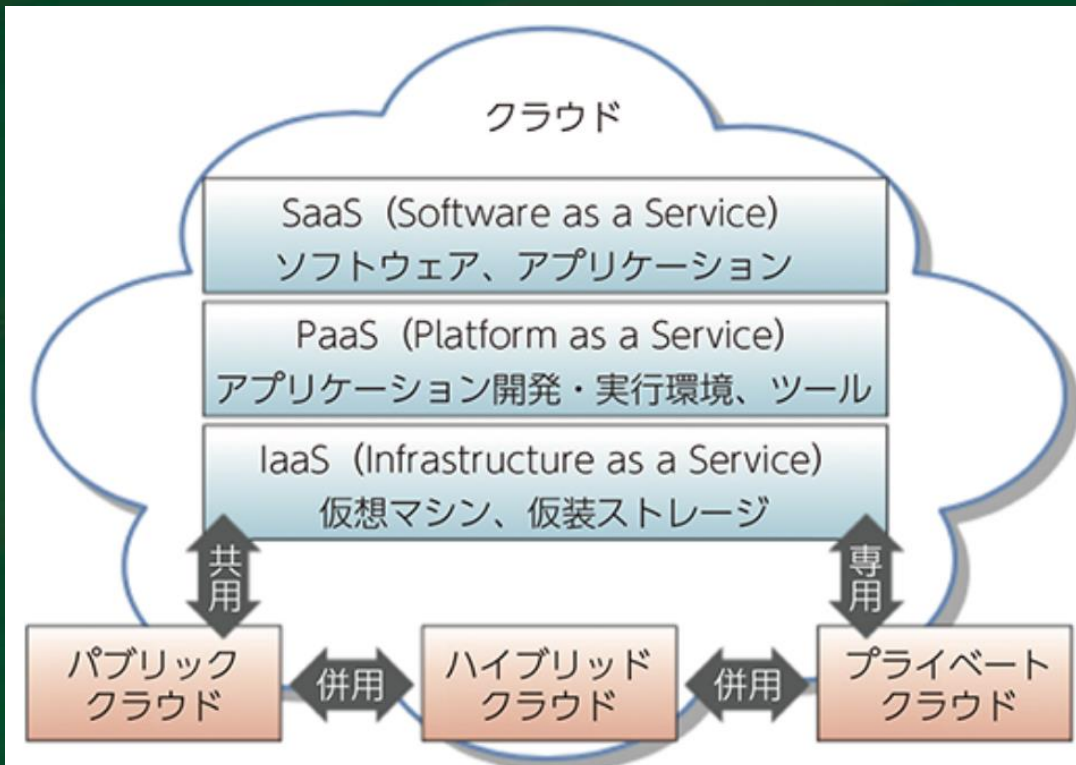 クラウド
SaaS（Software as a Service）
ソフトウェア、アプリケーション
PaaS（Platform as a Service）
アプリケーション開発・実行環境、ツール
IaaS（Infrastructure as a Service）
仮想マシン、仮装ストレージ
共用
専用
パブリック
クラウド
併用
ハイブリッド
クラウド
併用
プライベート
クラウド